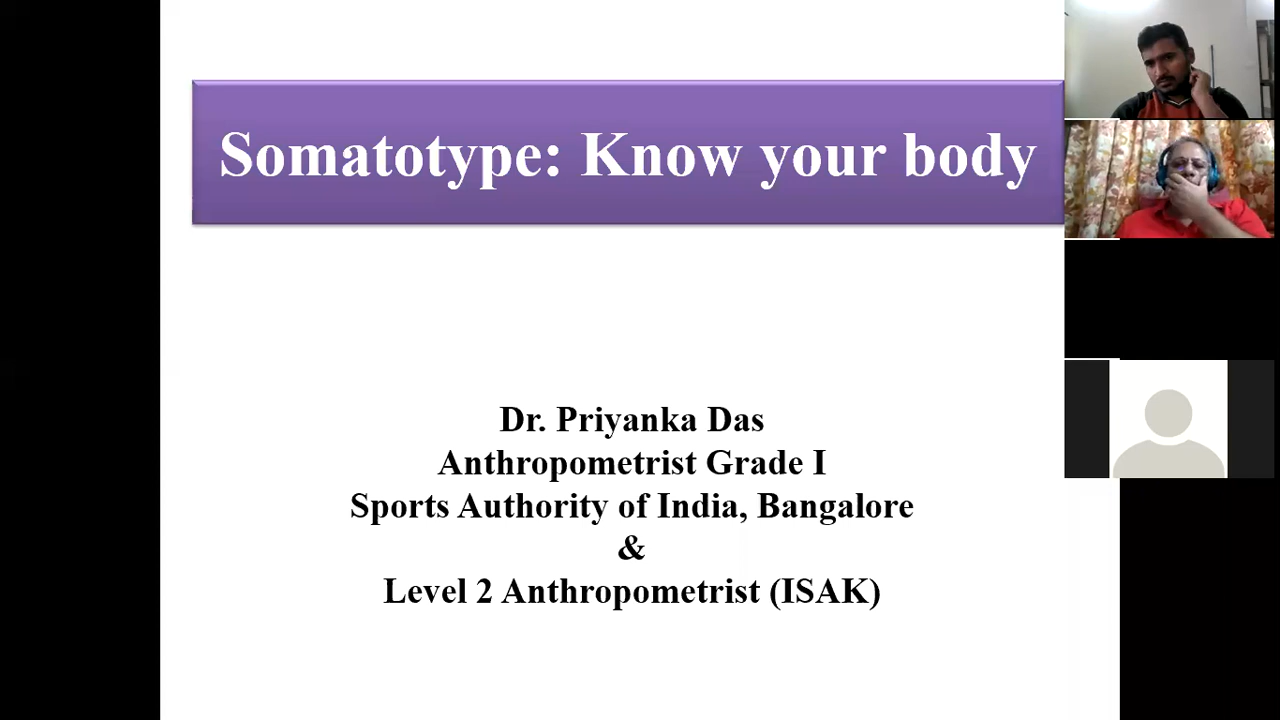 Somatotype: Know your body
Dr. Priyanka Das
Anthropometrist Grade I
Sports Authority of India, Bangalore
&
Level 2 Anthropometrist (ISAK)